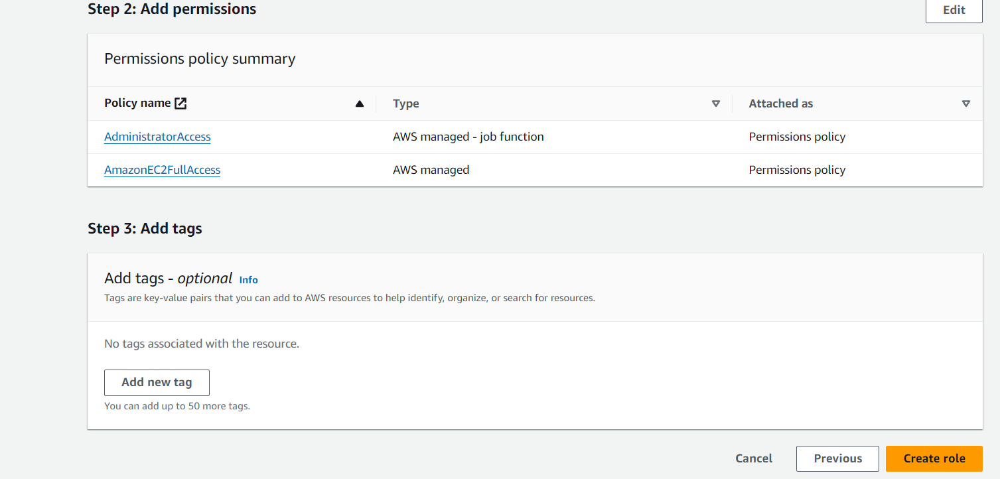 Step 2: Add permissions
Edit
Permissions policy summary
Policy name Type Attached as
AdministratorAccess AWS managed - job function Permissions policy
AmazonEC2FullAccess AWS managed Permissions policy
Step 3: Add tags
Add tags - optional Info
Tags are key-value pairs that you can add to AWS resources to help identify, organize, or search for resources.
No tags associated with the resource.
Add new tag
You can add up to 50 more tags.
Cancel Previous Create role